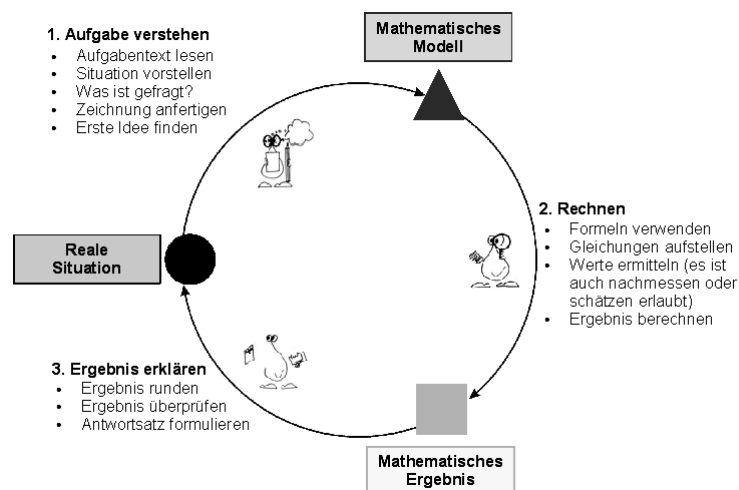 1. Aufgabe verstehen
• Aufgabentext lesen
• Situation vorstellen
• Was ist gefragt?
• Zeichnung anfertigen
• Erste Idee finden
Mathematisches
Modell
2. Rechnen
• Formeln verwenden
• Gleichungen aufstellen
• Werte ermitteln (es ist
auch nachmessen oder
schätzen erlaubt)
• Ergebnis berechnen
Reale
Situation
3. Ergebnis erklären
• Ergebnis runden
• Ergebnis überprüfen
• Antwortsatz formulieren
Mathematisches
Ergebnis